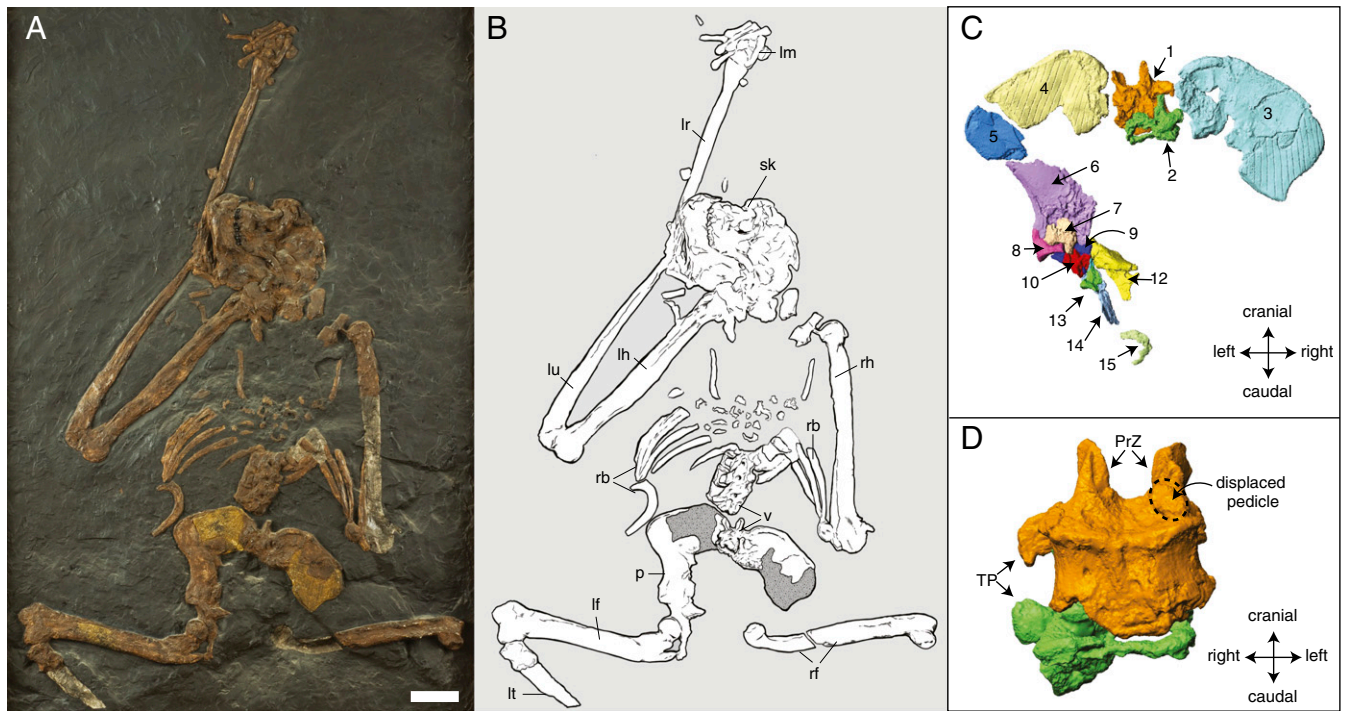 A
B
lm
lr
sk
lu
lh
rh
rb
rb
v
p
lf
rf
lt
C
1
4
3
2
5
6
7
9
8
10
12
13
14
15
cranial
left right
caudal
D
PrZ
displaced
pedicle
TP
cranial
right left
caudal